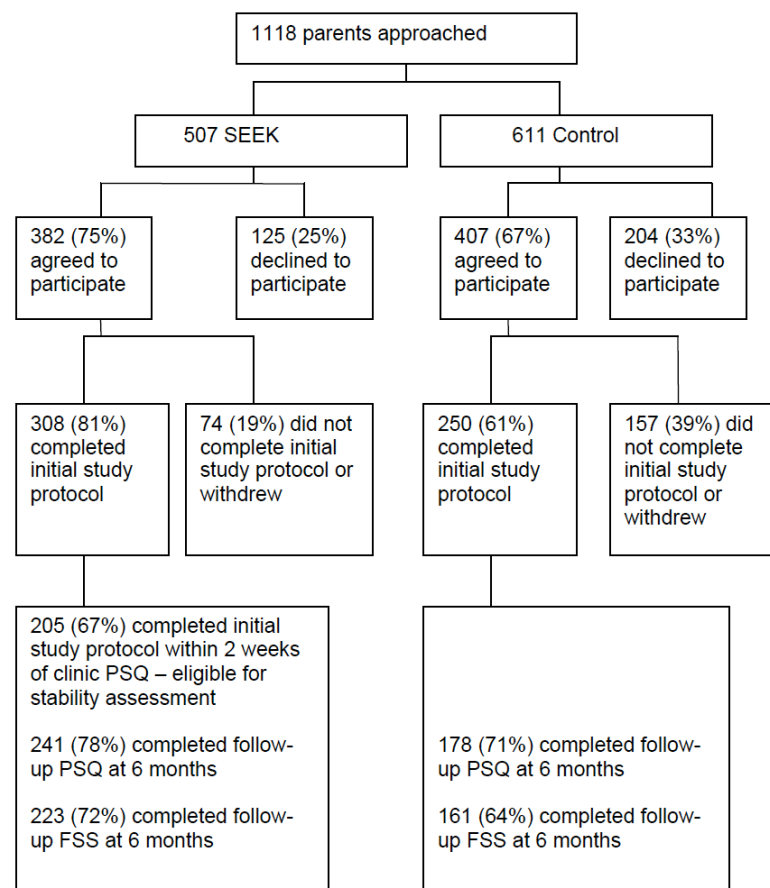 1118 parents approached
507 SEEK
611 Control
382 (75%)
agreed to
participate
125 (25%)
declined to
participate
407 (67%)
agreed to
participate
204 (33%)
declined to
participate
308 (81%)
completed
initial study
protocol
74 (19%) did not
complete initial
study protocol or
withdrew
250 (61%)
completed
initial study
protocol
157 (39%) did
not complete
initial study
protocol or
withdrew
205 (67%) completed initial
study protocol within 2 weeks
of clinic PSQ – eligible for
stability assessment
241 (78%) completed follow-
up PSQ at 6 months
223 (72%) completed follow-
up FSS at 6 months
178 (71%) completed follow-
up PSQ at 6 months
161 (64%) completed follow-
up FSS at 6 months